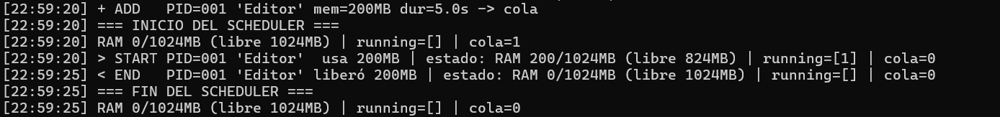 [22:59:20] + ADD   PID=001 'Editor' mem=200MB dur=5.0s -> cola
[22:59:20] === INICIO DEL SCHEDULER ===
[22:59:20] RAM 0/1024MB (libre 1024MB) | running=[] | cola=1
[22:59:20] > START PID=001 'Editor'  usa 200MB | estado: RAM 200/1024MB (libre 824MB) | running=[1] | cola=0
[22:59:25] < END   PID=001 'Editor' liberó 200MB | estado: RAM 0/1024MB (libre 1024MB) | running=[] | cola=0
[22:59:25] === FIN DEL SCHEDULER ===
[22:59:25] RAM 0/1024MB (libre 1024MB) | running=[] | cola=0